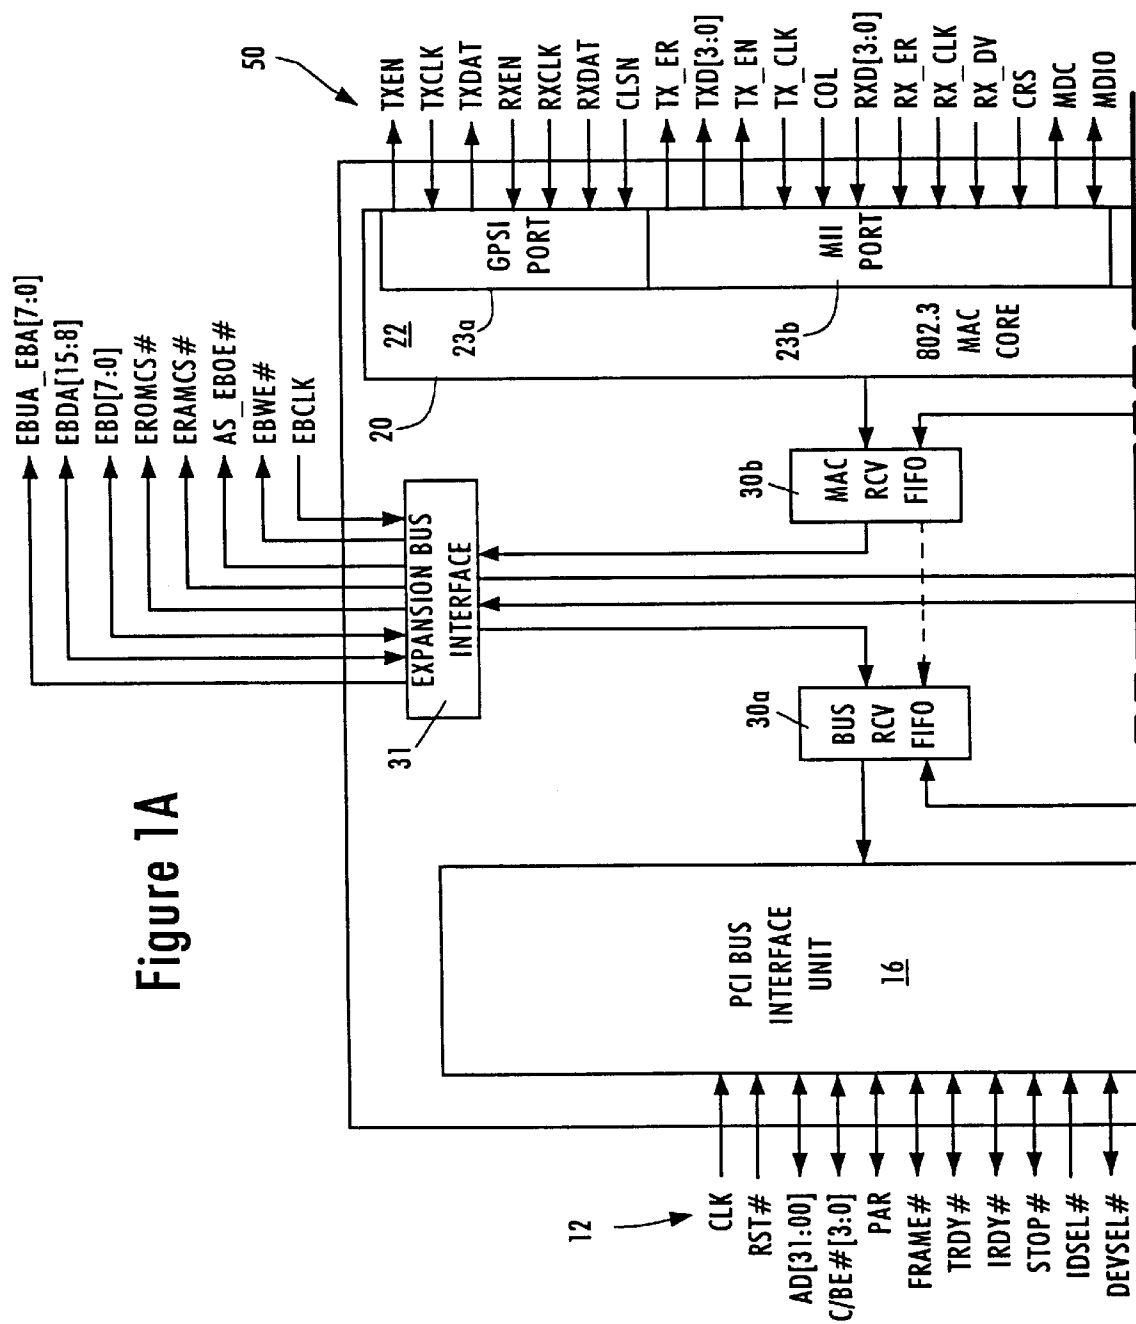 Figure 1A
50
TXEN
TXCLK
TXDAT
RXEN
RXCLK
RXDAT
CLSN
TX_ER
TXD[3:0]
TX_EN
TX_CLK
COL
RXD[3:0]
RX_ER
RX_CLK
RX_DV
CRS
MDC
MDIO
EBUA_EBA[7:0]
EBDA[15:8]
EBD[7:0]
EROMCS#
ERAMCS#
AS_EBOE#
EBWE#
EBCLK
GPSI
PORT
MII
PORT
22
23a
23b
802.3
MAC
CORE
20
30b
MAC
RCV
FIFO
EXPANSION BUS
INTERFACE
31
30a
BUS
RCV
FIFO
PCI BUS
INTERFACE
UNIT
16
12
CLK
RST#
AD[31:00]
C/BE#[3:0]
PAR
FRAME#
TRDY#
IRDY#
STOP#
IDSEL#
DEVSEL#